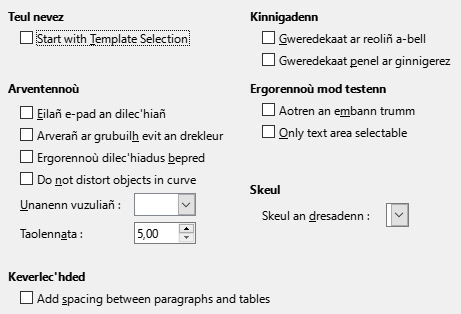 Teul nevez
Start with Template Selection
Arventennoù
Eilañ e-pad an dilec'hiañ
Arverañ ar grubuilh evit an drekleur
Ergorennoù dilec'hiadus bepred
Do not distort objects in curve
Unanenn vuzuliañ :
Taolennata : 5,00
Keverlec'hded
Add spacing between paragraphs and tables
Kinnigadenn
Gweredekaat ar reoliñ a-bell
Gweredekaat penel ar ginnigerez
Ergorennoù mod testenn
Aotren an embann trumm
Only text area selectable
Skeul
Skeul an dresadenn :